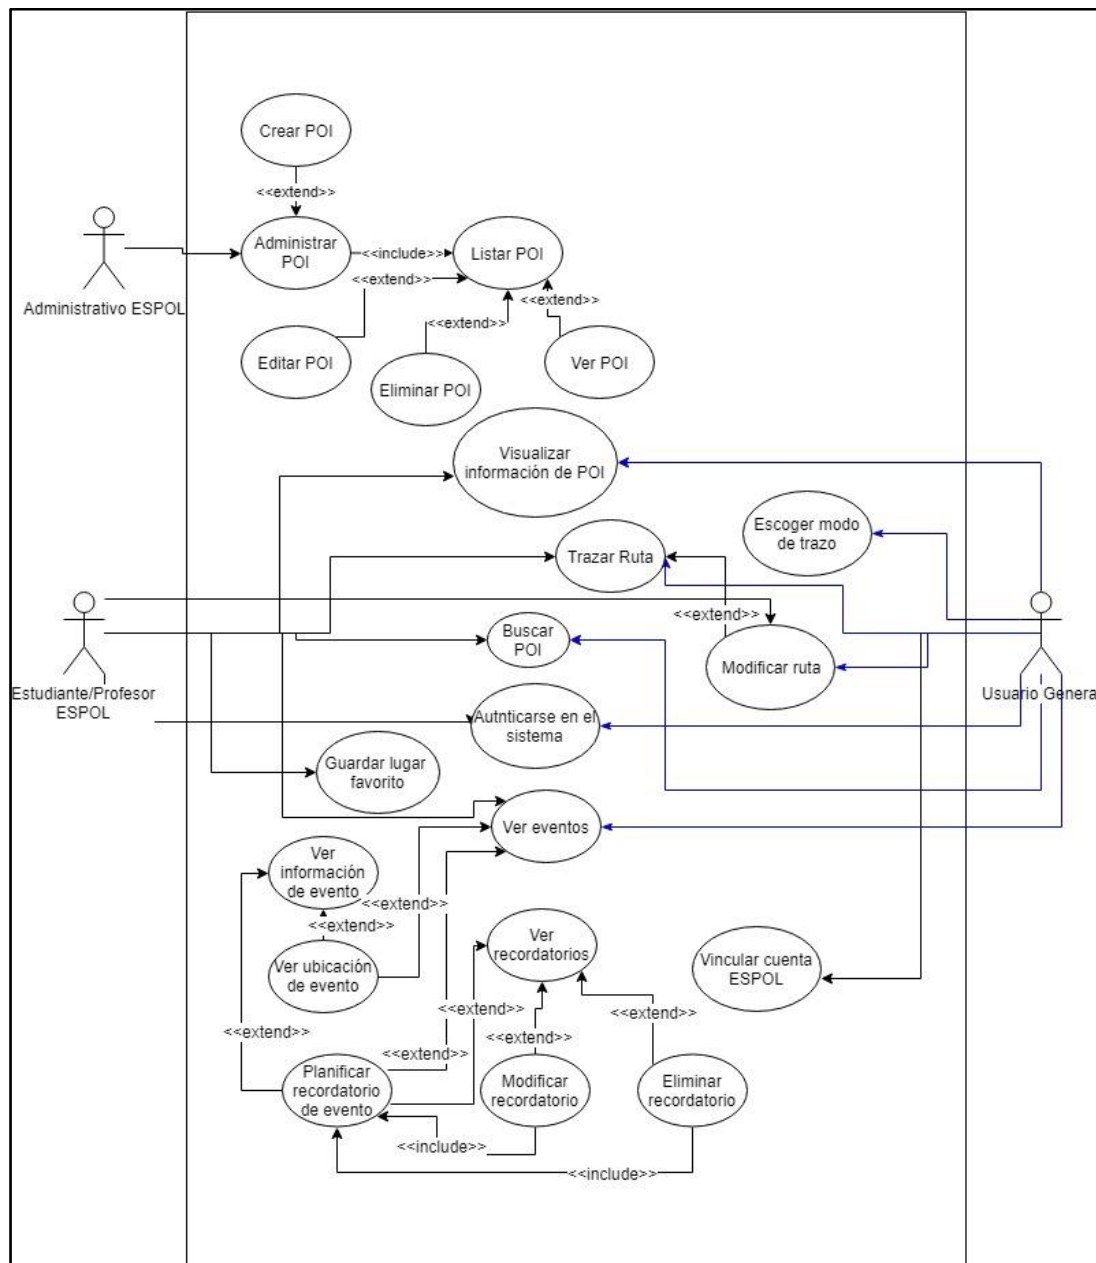 Crear POI
<<extend>>
Administrar
POI
<<include>>
Listar POI
<<extend>>
Administrativo ESPOL
<<extend>>
<<extend>>
Editar POI
Eliminar POI
Ver POI
Visualizar
información de POI
Escoger modo
de trazo
Trazar Ruta
<<extend>>
Buscar
POI
Modificar ruta
Estudiante/Profesor
ESPOL
Usuario Genera
Autnticarse en el
sistema
Guardar lugar
favorito
Ver eventos
Ver
información
de evento
<<extend>>
<<extend>>
Ver
recordatorios
Ver ubicación
de evento
Vincular cuenta
ESPOL
<<extend>>
<<extend>>
<<extend>>
<<extend>>
<<extend>>
Planificar
recordatorio
de evento
Modificar
recordatorio
Eliminar
recordatorio
<<include>>
<<include>>